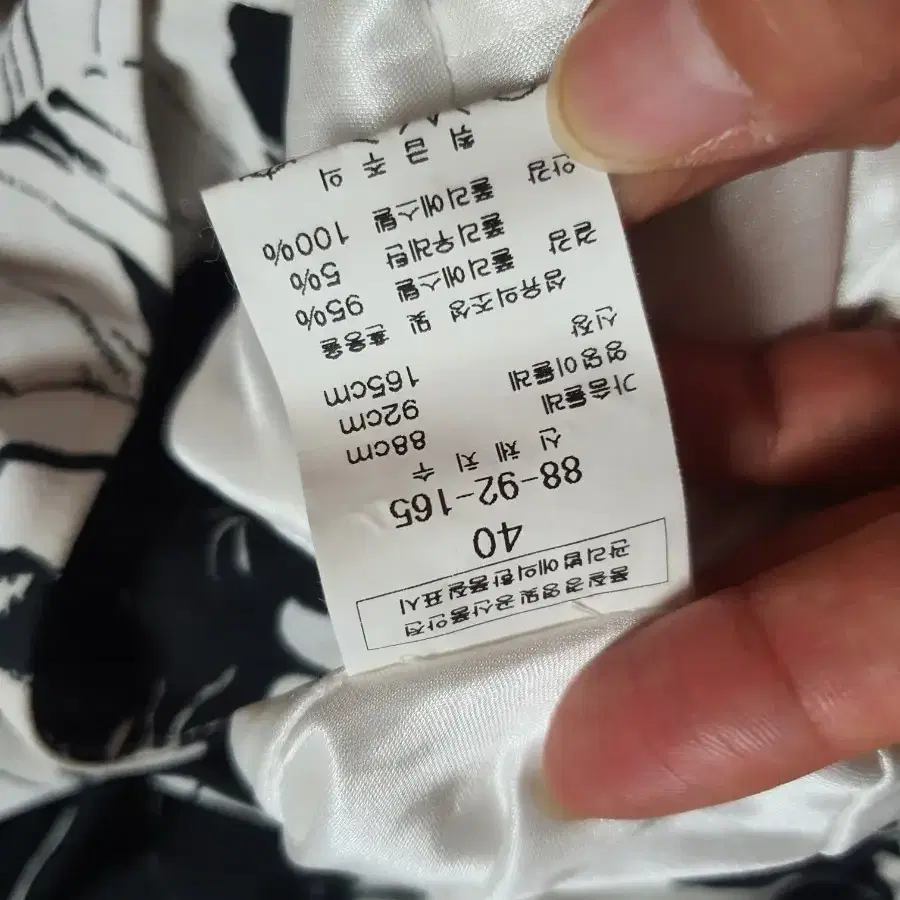 품질경영및공산품안전
관리법에의한품질표시
40
88-92-165
신 체 치 수
가슴둘레 88cm
엉덩이둘레 92cm
신장 165cm
섬유의조성 및 혼용율
겉감 폴리에스텔 95%
폴리우레탄 5%
안감 폴리에스텔 100%
취 급 주 의